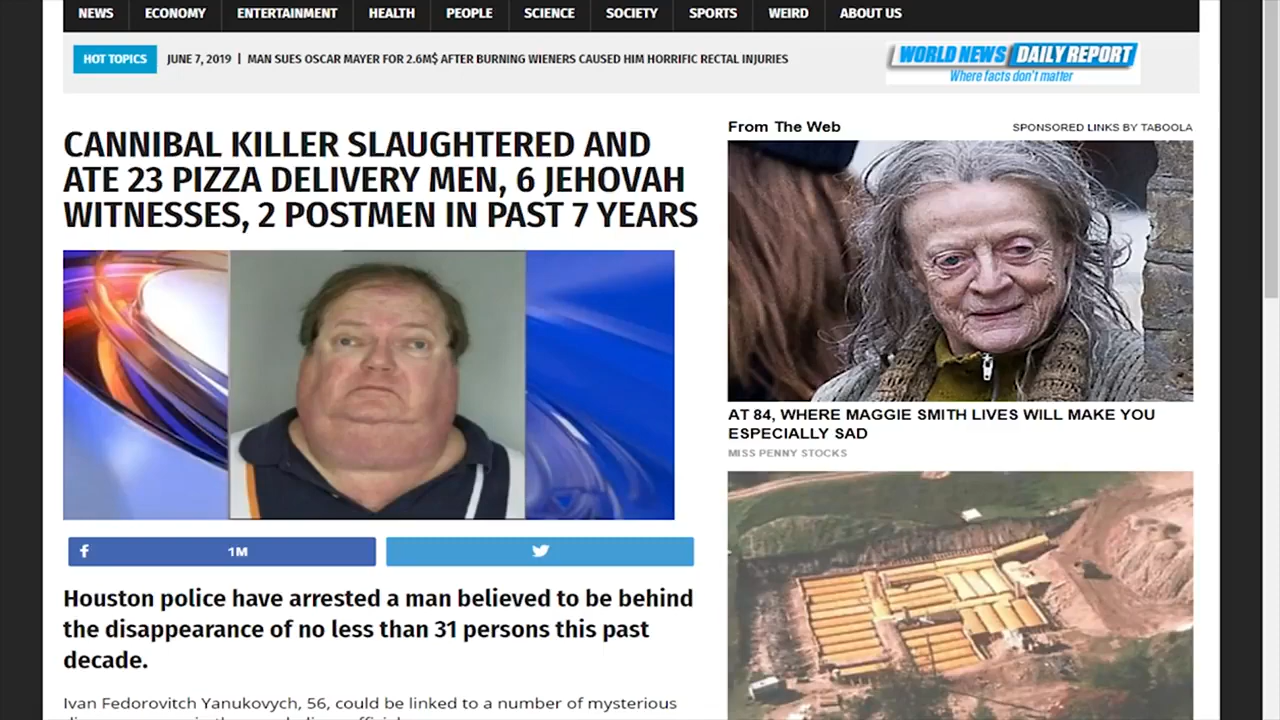 NEWS ECONOMY ENTERTAINMENT HEALTH PEOPLE SCIENCE SOCIETY SPORTS WEIRD ABOUT US
HOT TOPICS JUNE 7, 2019 | MAN SUES OSCAR MAYER FOR 2.6M$ AFTER BURNING WIENERS CAUSED HIM HORRIFIC RECTAL INJURIES
WORLD NEWS DAILY REPORT
Where facts don't matter
CANNIBAL KILLER SLAUGHTERED AND
ATE 23 PIZZA DELIVERY MEN, 6 JEHOVAH
WITNESSES, 2 POSTMEN IN PAST 7 YEARS
f 1M
Houston police have arrested a man believed to be behind
the disappearance of no less than 31 persons this past
decade.
Ivan Fedorovitch Yanukovych, 56, could be linked to a number of mysterious
From The Web SPONSORED LINKS BY TABOOLA
AT 84, WHERE MAGGIE SMITH LIVES WILL MAKE YOU
ESPECIALLY SAD
MISS PENNY STOCKS